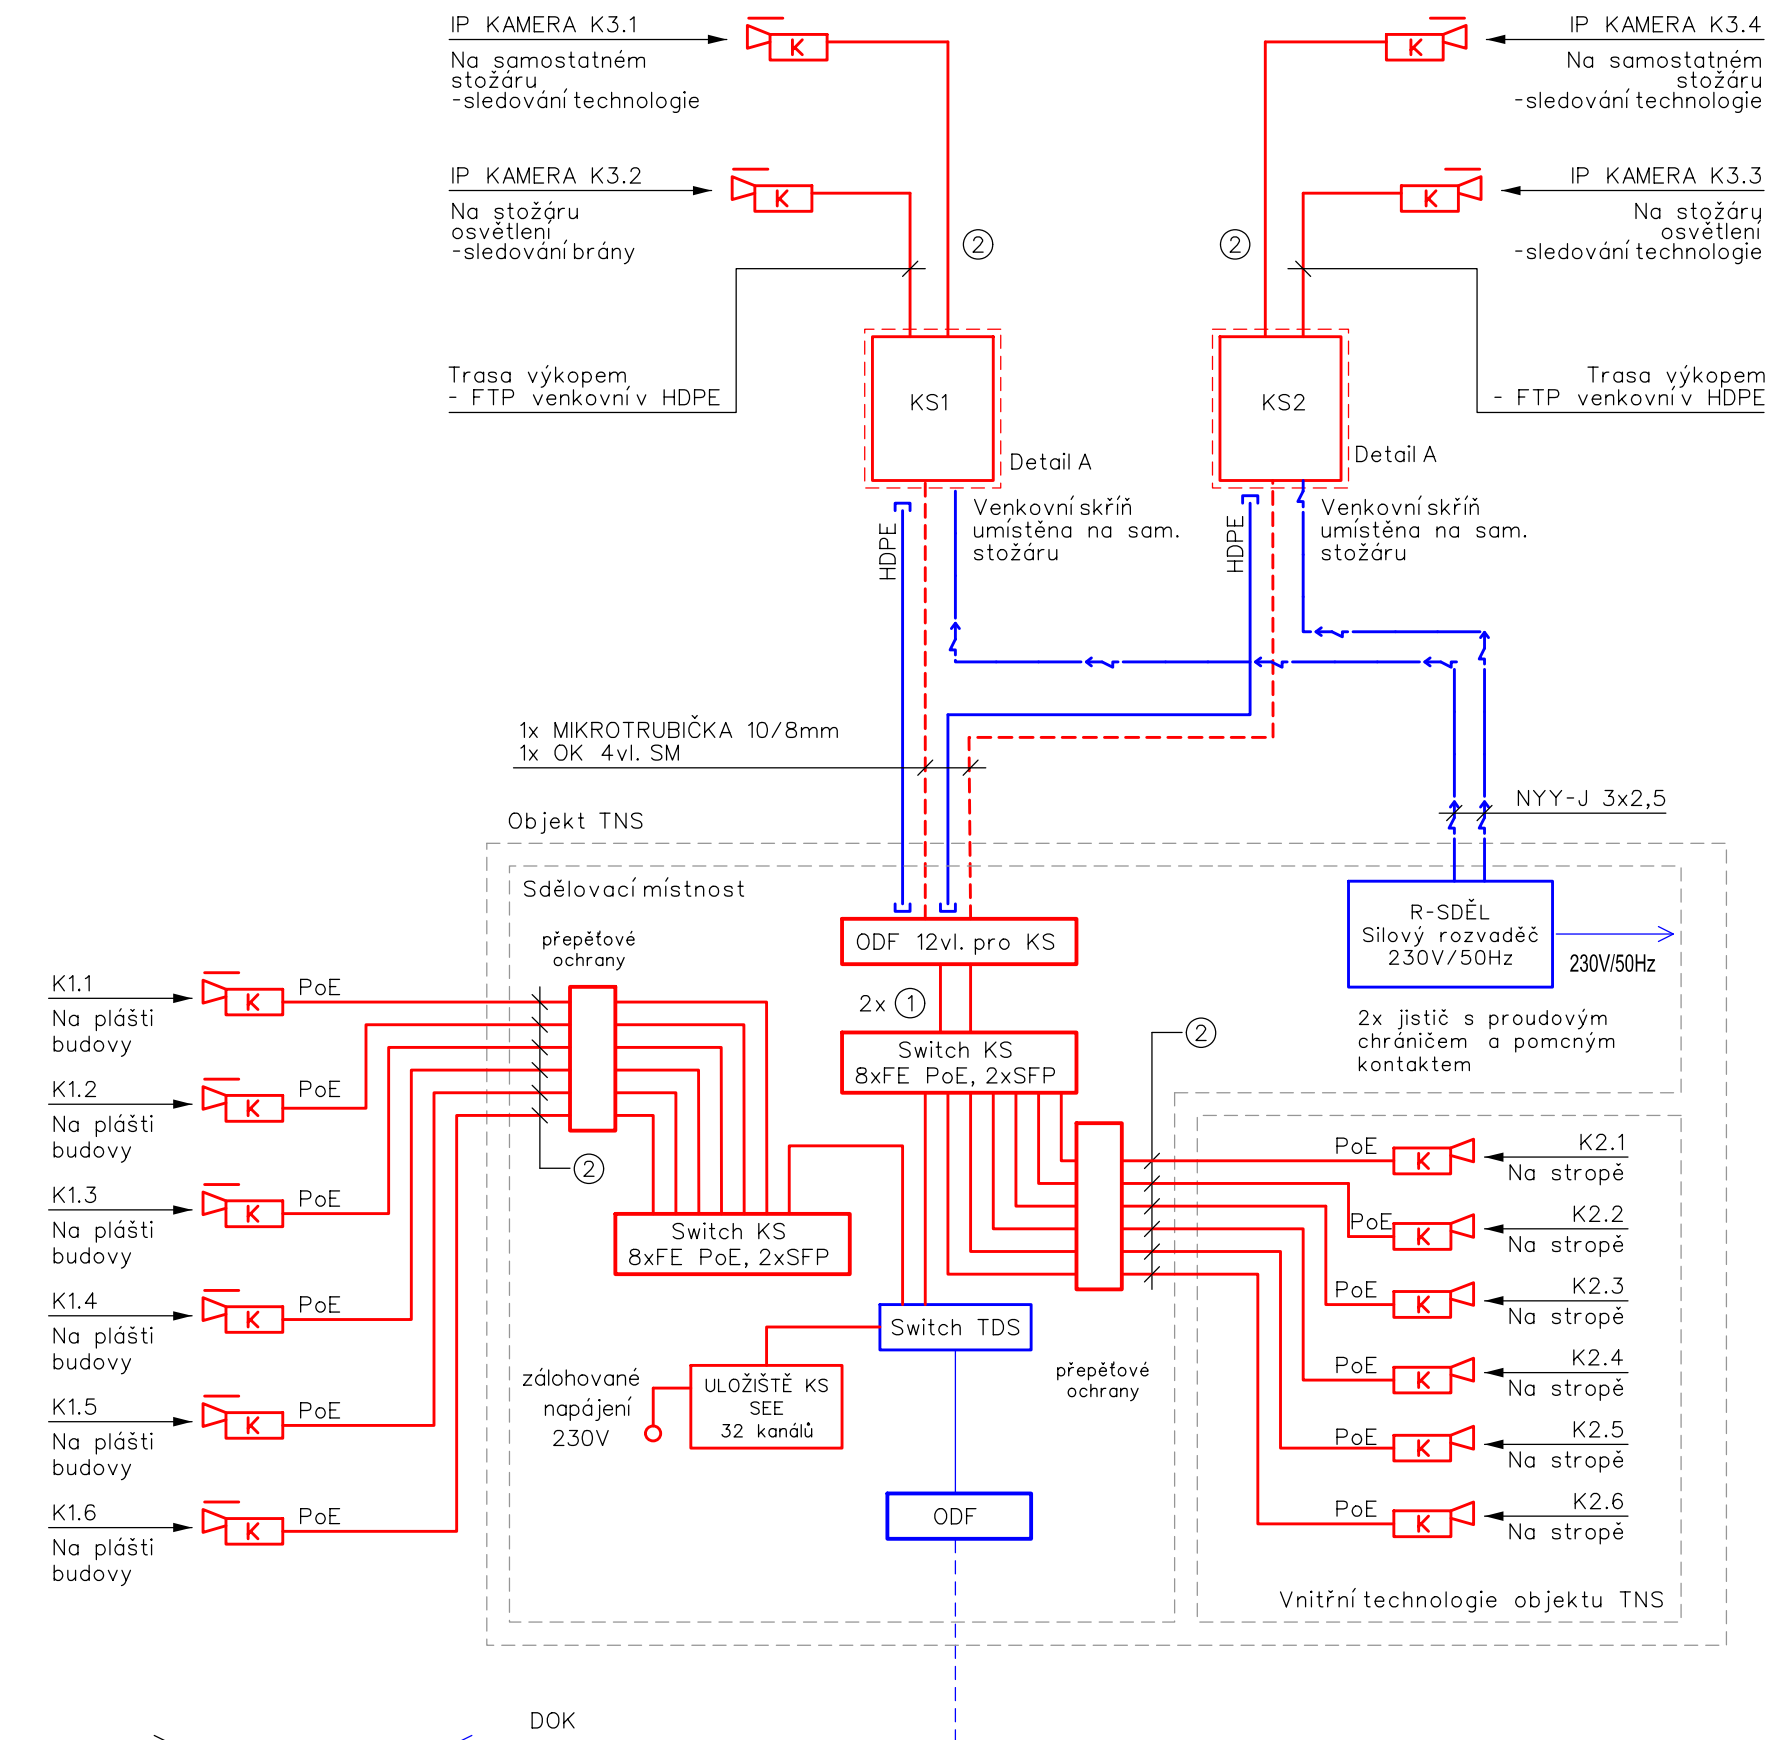 IP KAMERA K3.1
Na samostatném
stožáru
-sledování technologie
IP KAMERA K3.4
Na samostatném
stožáru
-sledování technologie
K
K
IP KAMERA K3.2
Na stožáru
osvětlení
-sledování brány
IP KAMERA K3.3
Na stožáru
osvětlení
-sledování technologie
K
K
2
2
Trasa výkopem
- FTP venkovní v HDPE
Trasa výkopem
- FTP venkovní v HDPE
KS1
KS2
Detail A
Detail A
Venkovní skříň
umístěna na sam.
stožáru
Venkovní skříň
umístěna na sam.
stožáru
HDPE
HDPE
1x MIKROTRUBIČKA 10/8mm
1x OK 4vl. SM
NYY-J 3x2,5
Objekt TNS
Sdělovací místnost
R-SDĚL
Silový rozvaděč
230V/50Hz
230V/50Hz
2x jistič s proudovým
chráničem a pomcným
kontaktem
ODF 12vl. pro KS
2x 1
Switch KS
8xFE PoE, 2xSFP
přepěťové
ochrany
2
2
K1.1
Na plášti
budovy
K
PoE
K1.2
Na plášti
budovy
K
PoE
K1.3
Na plášti
budovy
K
PoE
K1.4
Na plášti
budovy
K
PoE
K1.5
Na plášti
budovy
K
PoE
K1.6
Na plášti
budovy
K
PoE
Switch KS
8xFE PoE, 2xSFP
Switch TDS
ULOŽIŠTĚ KS
SEE
32 kanálů
zálohované
napájení
230V
přepěťové
ochrany
ODF
PoE
K
K2.1
Na stropě
PoE
K
K2.2
Na stropě
PoE
K
K2.3
Na stropě
PoE
K
K2.4
Na stropě
PoE
K
K2.5
Na stropě
PoE
K
K2.6
Na stropě
Vnitřní technologie objektu TNS
DOK